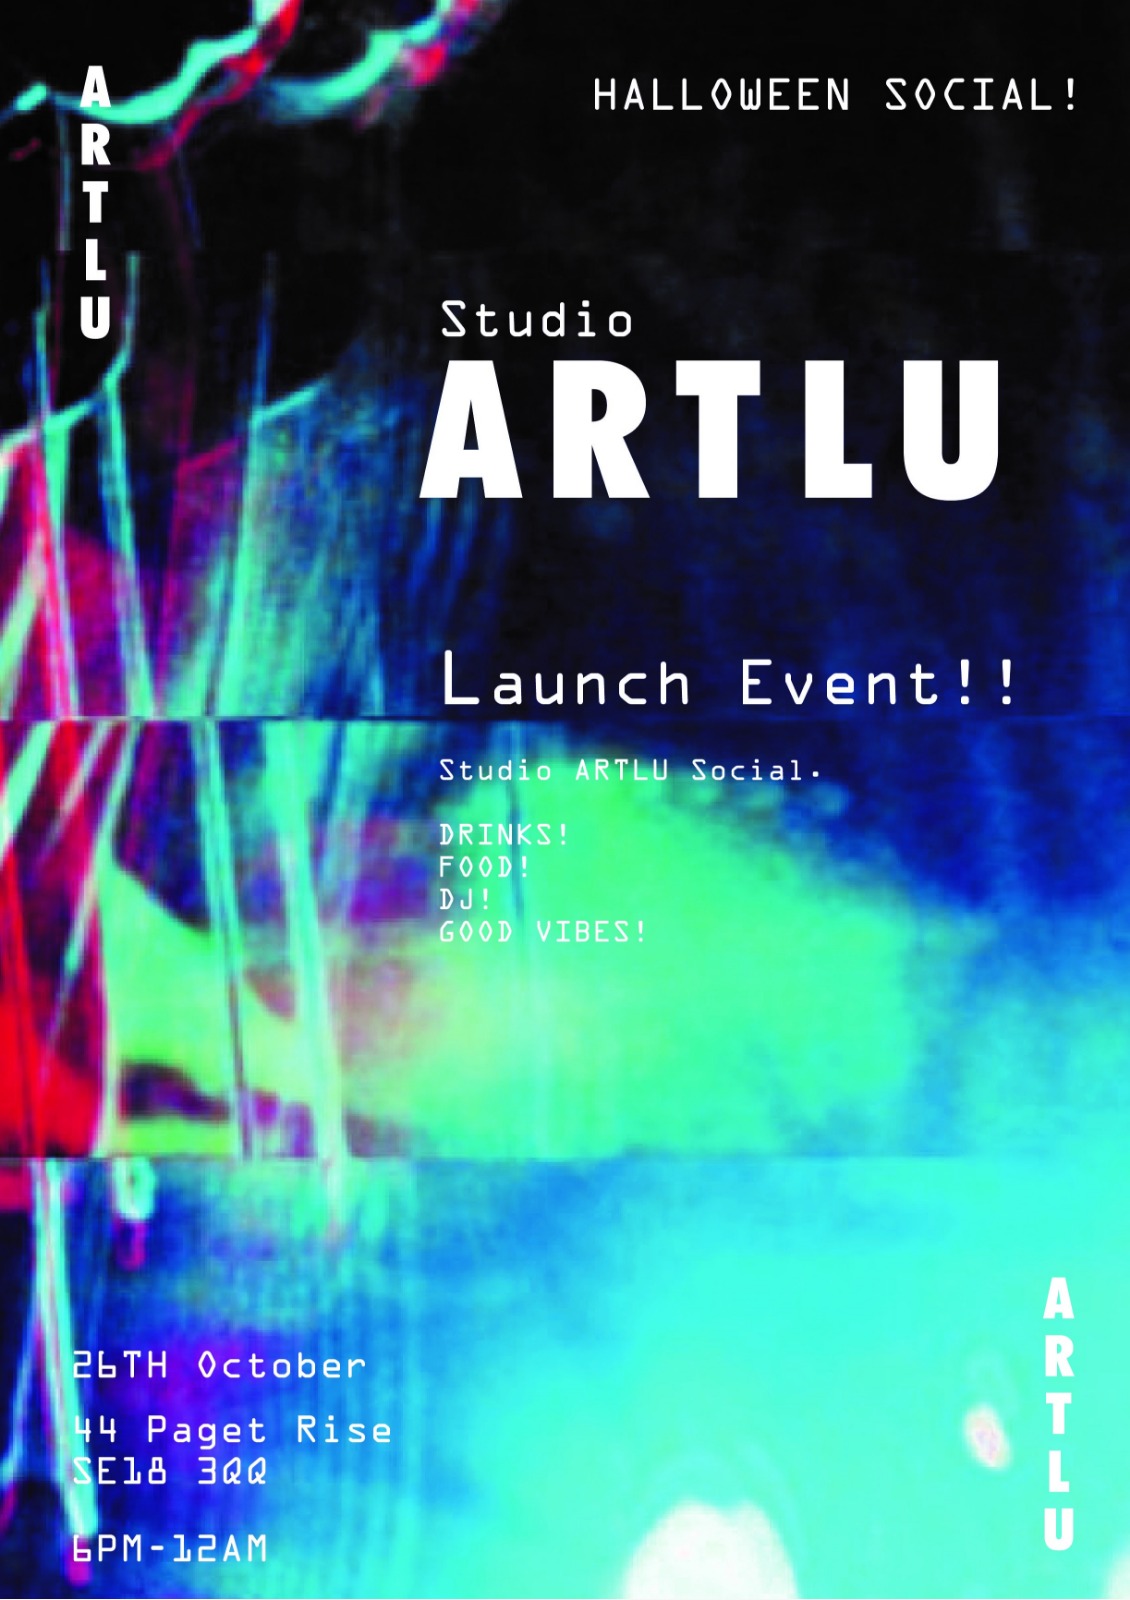 ARTLU
HALLOWEEN SOCIAL!
Studio
ARTLU
Launch Event!!
Studio ARTLU Social.
DRINKS!
FOOD!
DJ!
GOOD VIBES!
26TH October
44 Paget Rise
SE18 3QQ
6PM-12AM
ARTLU